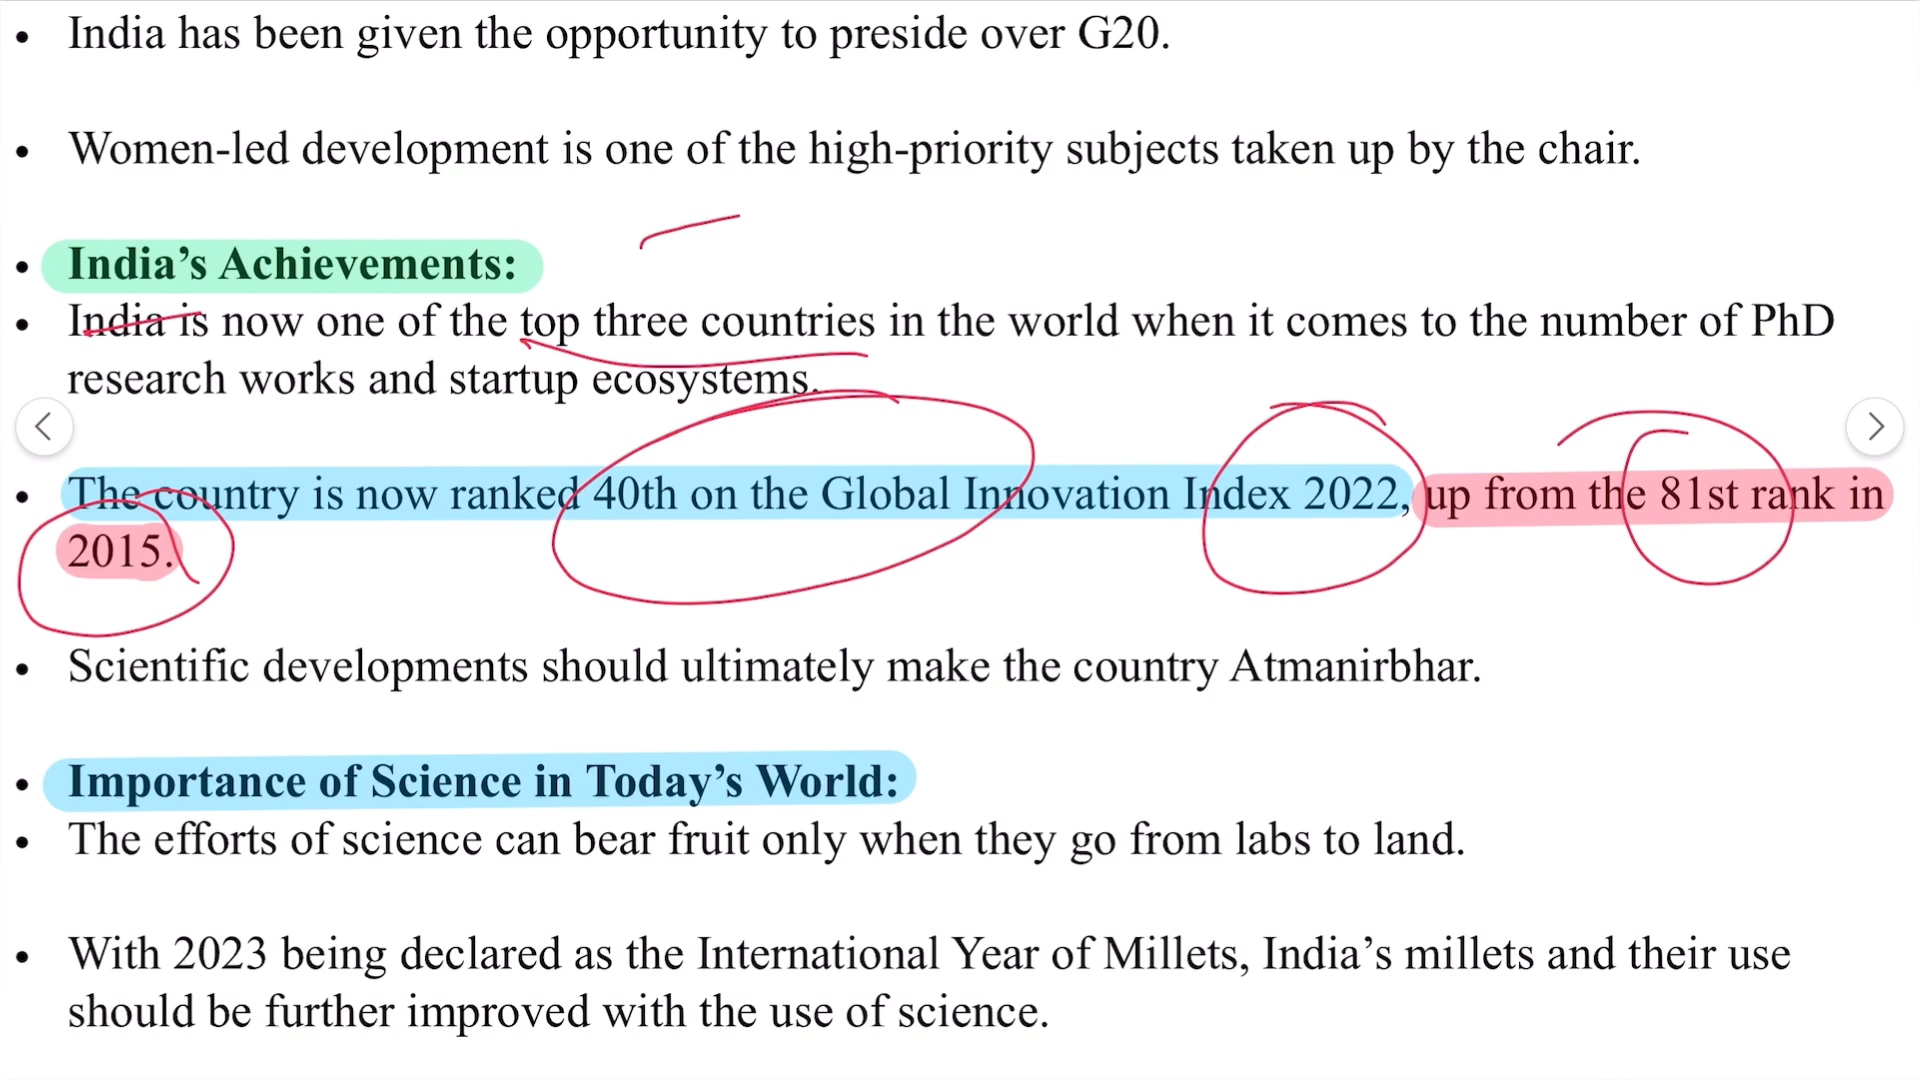 • India has been given the opportunity to preside over G20.
• Women-led development is one of the high-priority subjects taken up by the chair.
• India’s Achievements:
• India is now one of the top three countries in the world when it comes to the number of PhD
research works and startup ecosystems.
• The country is now ranked 40th on the Global Innovation Index 2022, up from the 81st rank in
2015.
• Scientific developments should ultimately make the country Atmanirbhar.
• Importance of Science in Today’s World:
• The efforts of science can bear fruit only when they go from labs to land.
• With 2023 being declared as the International Year of Millets, India’s millets and their use
should be further improved with the use of science.